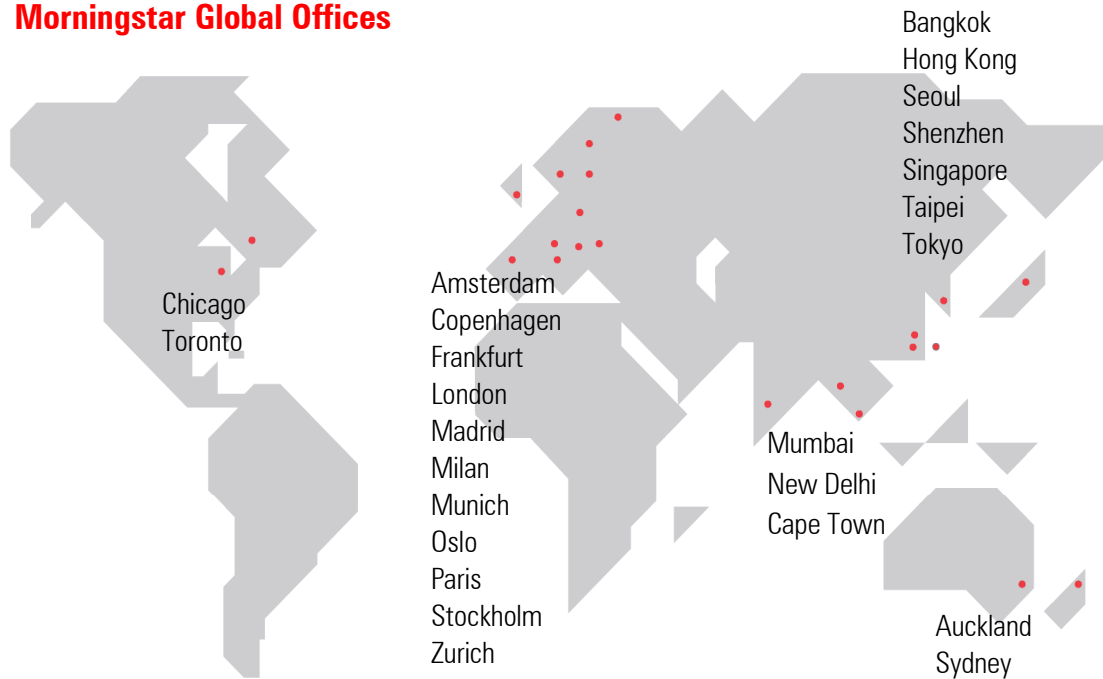 Morningstar Global Offices
Chicago
Toronto
Amsterdam
Copenhagen
Frankfurt
London
Madrid
Milan
Munich
Oslo
Paris
Stockholm
Zurich
Bangkok
Hong Kong
Seoul
Shenzhen
Singapore
Taipei
Tokyo
Mumbai
New Delhi
Cape Town
Auckland
Sydney